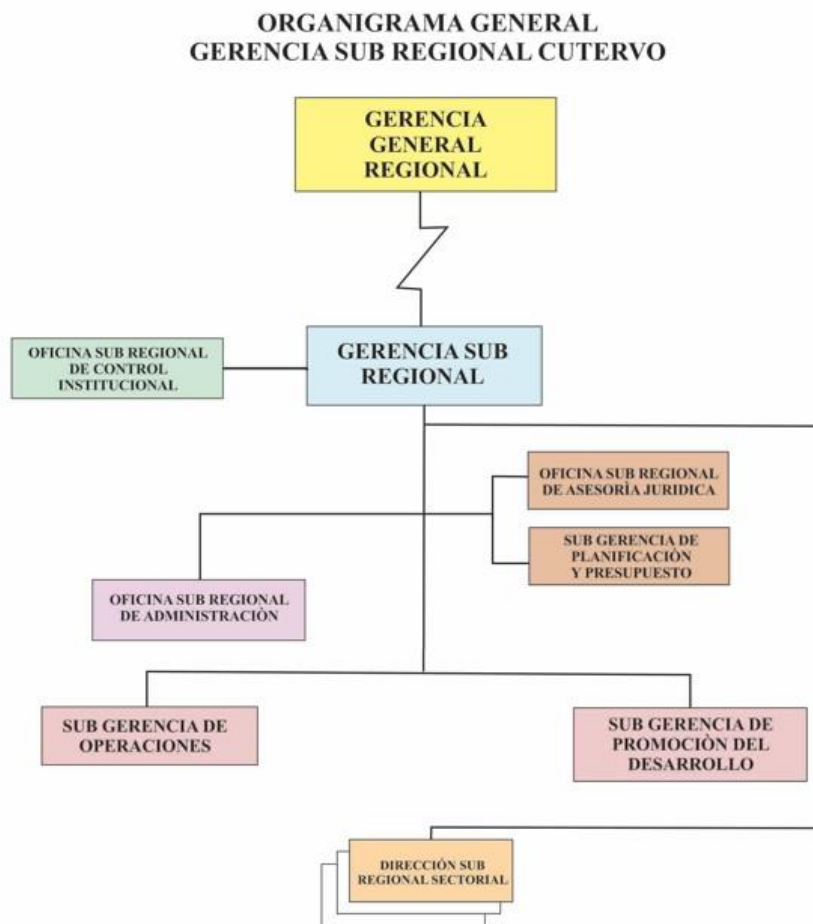 ORGANIGRAMA GENERAL
GERENCIA SUB REGIONAL CUTERVO
GERENCIA
GENERAL
REGIONAL
GERENCIA SUB
REGIONAL
OFICINA SUB REGIONAL
DE CONTROL
INSTITUCIONAL
OFICINA SUB REGIONAL
DE ASESORÌA JURIDICA
SUB GERENCIA DE
PLANIFICACIÒN
Y PRESUPUESTO
OFICINA SUB REGIONAL
DE ADMINISTRACIÒN
SUB GERENCIA DE
OPERACIONES
SUB GERENCIA DE
PROMOCIÒN DEL
DESARROLLO
DIRECCIÓN SUB
REGIONAL SECTORIAL